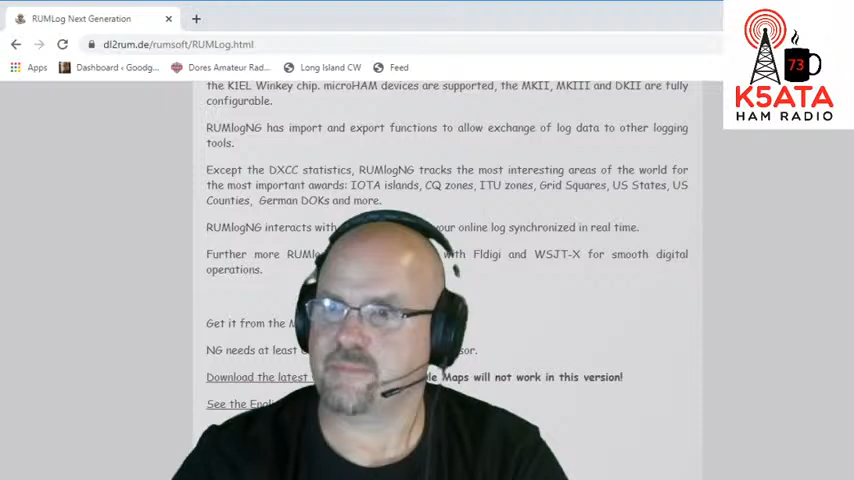 RUMLog Next Generation
dl2rum.de/rumsoft/RUMLog.html
Apps Dashboard ‹ Goodg... Dores Amateur Rad... Long Island CW Feed
73
K5ATA
HAM RADIO
the KIEL Winkey chip. microHAM devices are supported, the MKII, MKIII and DKII are fully
configurable.
RUMlogNG has import and export functions to allow exchange of log data to other logging
tools.
Except the DXCC statistics, RUMlogNG tracks the most interesting areas of the world for
the most important awards: IOTA islands, CQ zones, ITU zones, Grid Squares, US States, US
Counties, German DOKs and more.
RUMlogNG interacts with your online log synchronized in real time.
Further more RUMlo with Fldigi and WSJT-X for smooth digital
operations.
Get it from the M
NG needs at least sor.
Download the latest le Maps will not work in this version!
See the Engl